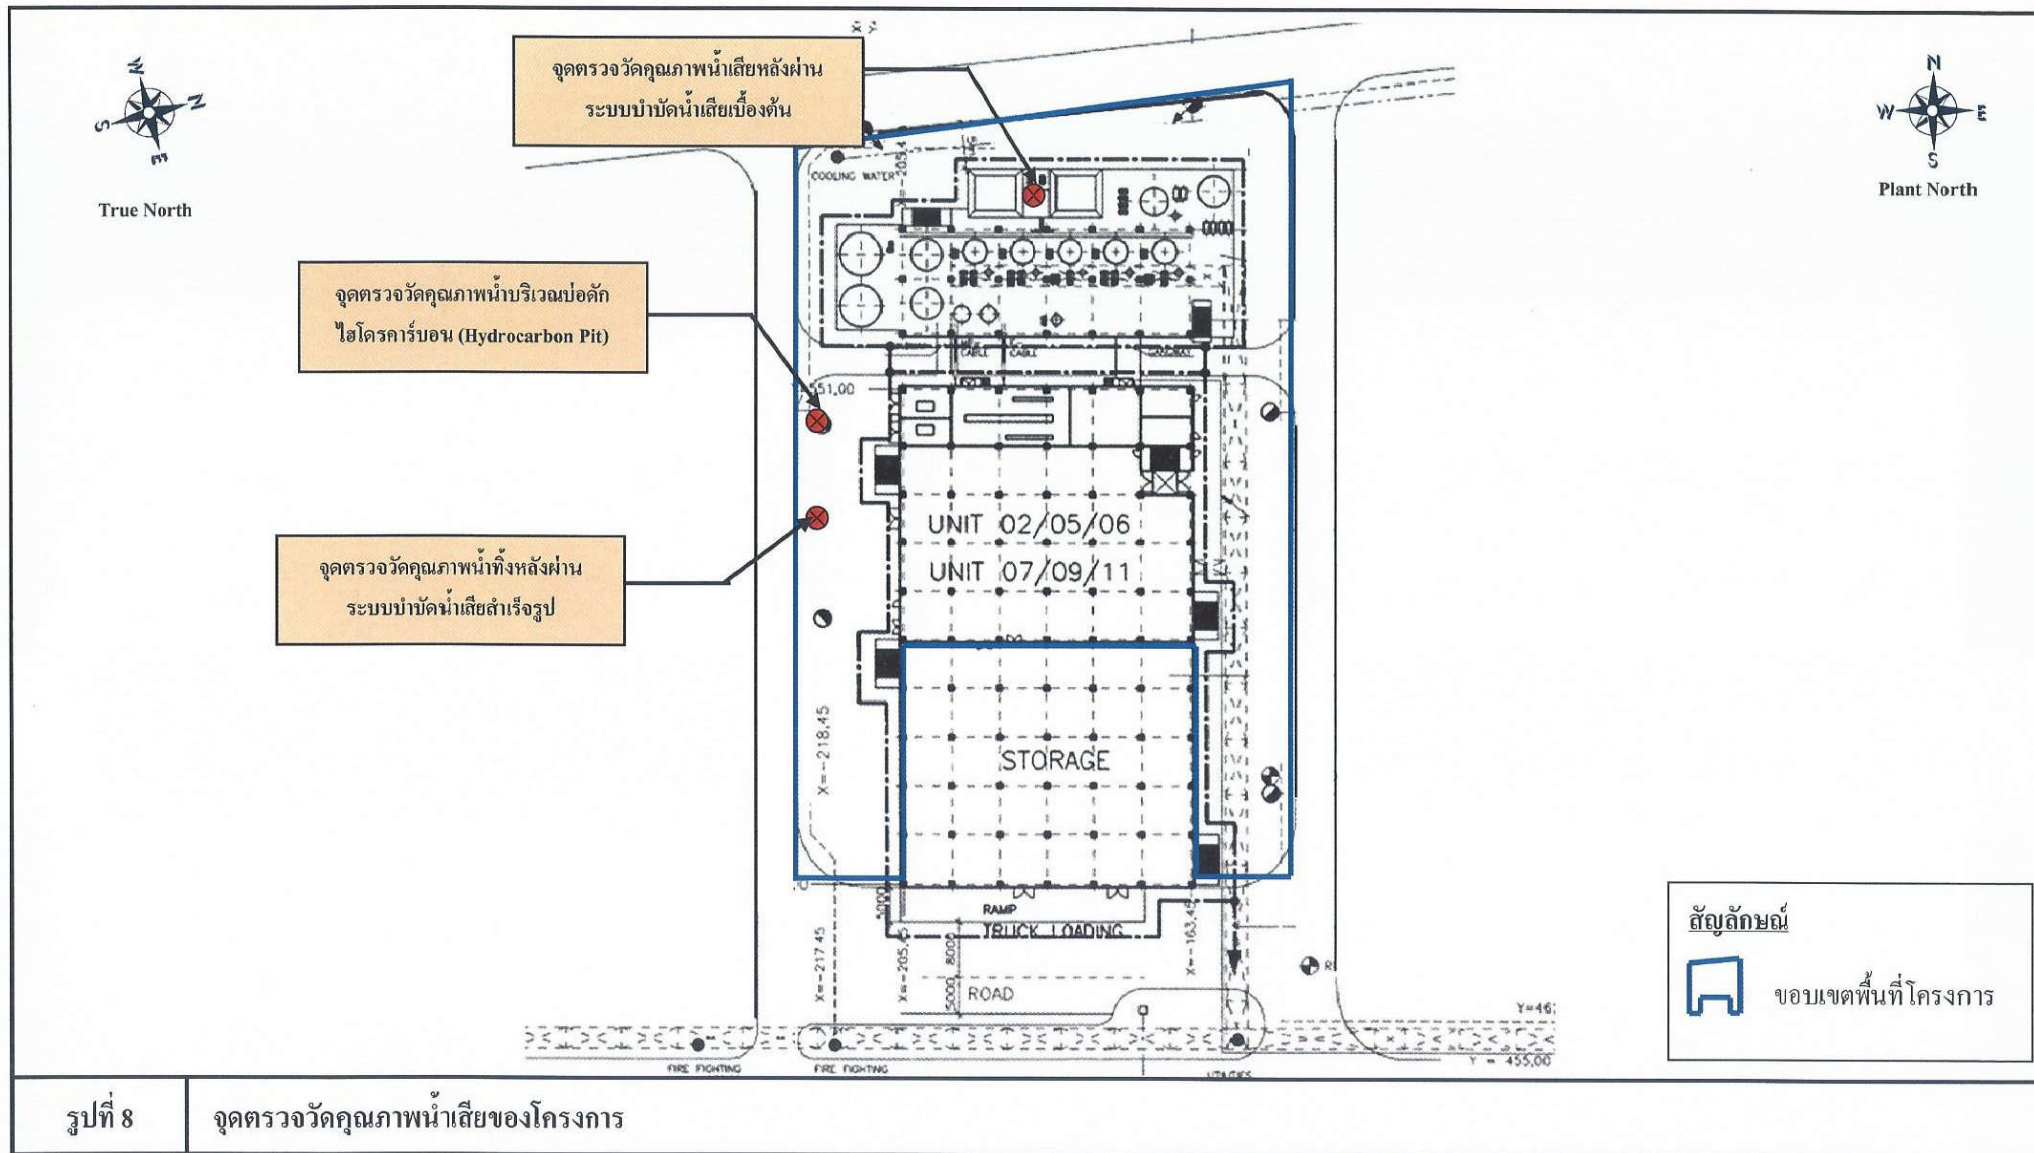 X
Y
N
W
E
S
True North
จุดตรวจวัดคุณภาพน้ำเสียหลังผ่าน
ระบบบำบัดน้ำเสียเบื้องต้น
N
W
E
S
Plant North
COOLING WATER
จุดตรวจวัดคุณภาพน้ำบริเวณบ่อดัก
ไฮโดรคาร์บอน (Hydrocarbon Pit)
CABLE
CABLE
551,00
จุดตรวจวัดคุณภาพน้ำทิ้งหลังผ่าน
ระบบบำบัดน้ำเสียสำเร็จรูป
UNIT 02/05/06
UNIT 07/09/11
X=-218,45
STORAGE
5000
RAMP
TRUCK LOADING
X=-217,45
X=-205,45
5000 8000
X=-163,45
ROAD
สัญลักษณ์
ขอบเขตพื้นที่โครงการ
Y=46
Y = 455,00
FIRE FIGHTING
FIRE FIGHTING
UTILITIES
รูปที่ 8
จุดตรวจวัดคุณภาพน้ำเสียของโครงการ